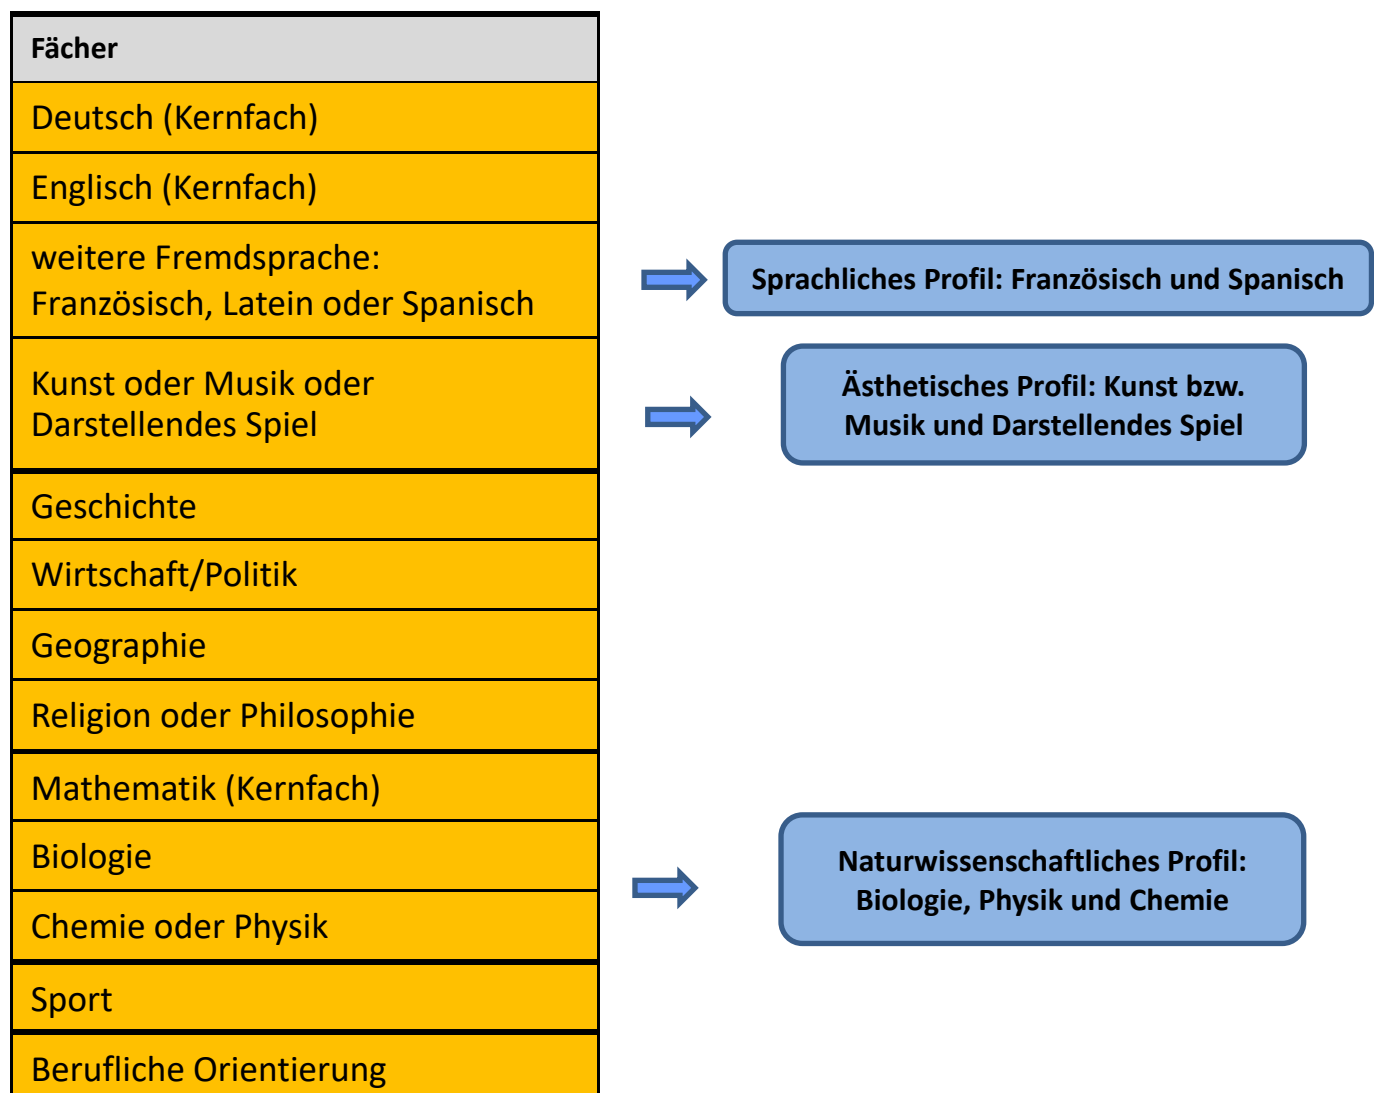 Fächer
Deutsch (Kernfach)
Englisch (Kernfach)
weitere Fremdsprache:
Französisch, Latein oder Spanisch
Sprachliches Profil: Französisch und Spanisch
Kunst oder Musik oder
Darstellendes Spiel
Ästhetisches Profil: Kunst bzw.
Musik und Darstellendes Spiel
Geschichte
Wirtschaft/Politik
Geographie
Religion oder Philosophie
Mathematik (Kernfach)
Biologie
Chemie oder Physik
Naturwissenschaftliches Profil:
Biologie, Physik und Chemie
Sport
Berufliche Orientierung